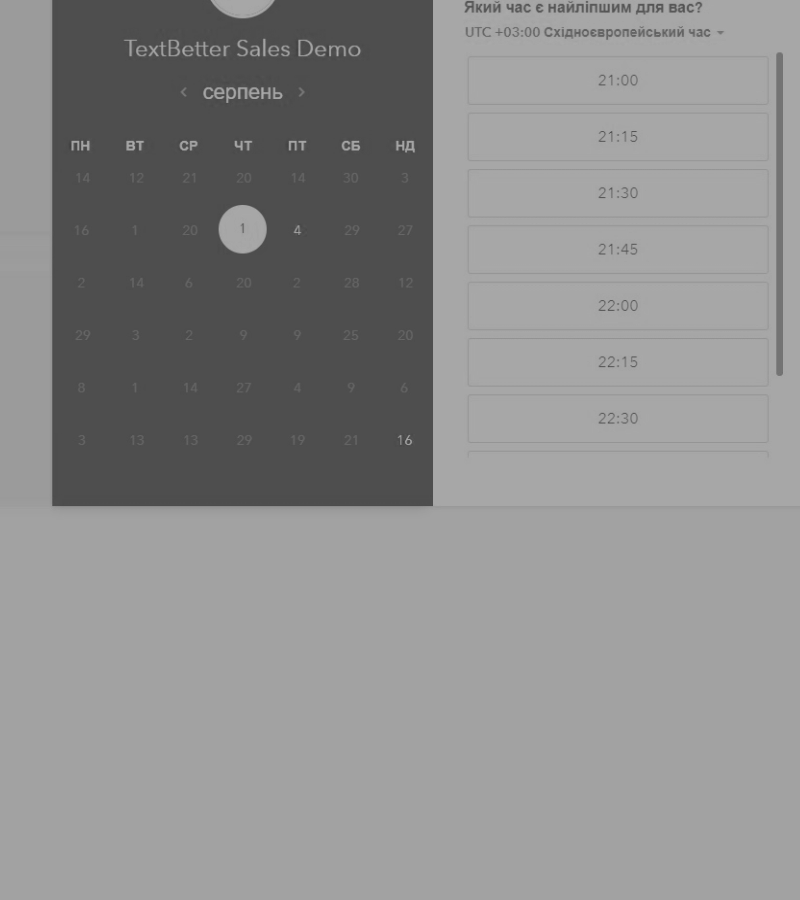 TextBetter Sales Demo
серпень
ПН ВТ СР ЧТ ПТ СБ НД
14 12 21 20 14 30 3
16 1 20 1 4 29 27
2 14 6 20 2 28 12
29 3 2 9 9 25 20
8 1 14 27 4 9 6
3 13 13 29 19 21 16
Який час є найліпшим для вас?
UTC +03:00 Східноєвропейський час
21:00
21:15
21:30
21:45
22:00
22:15
22:30